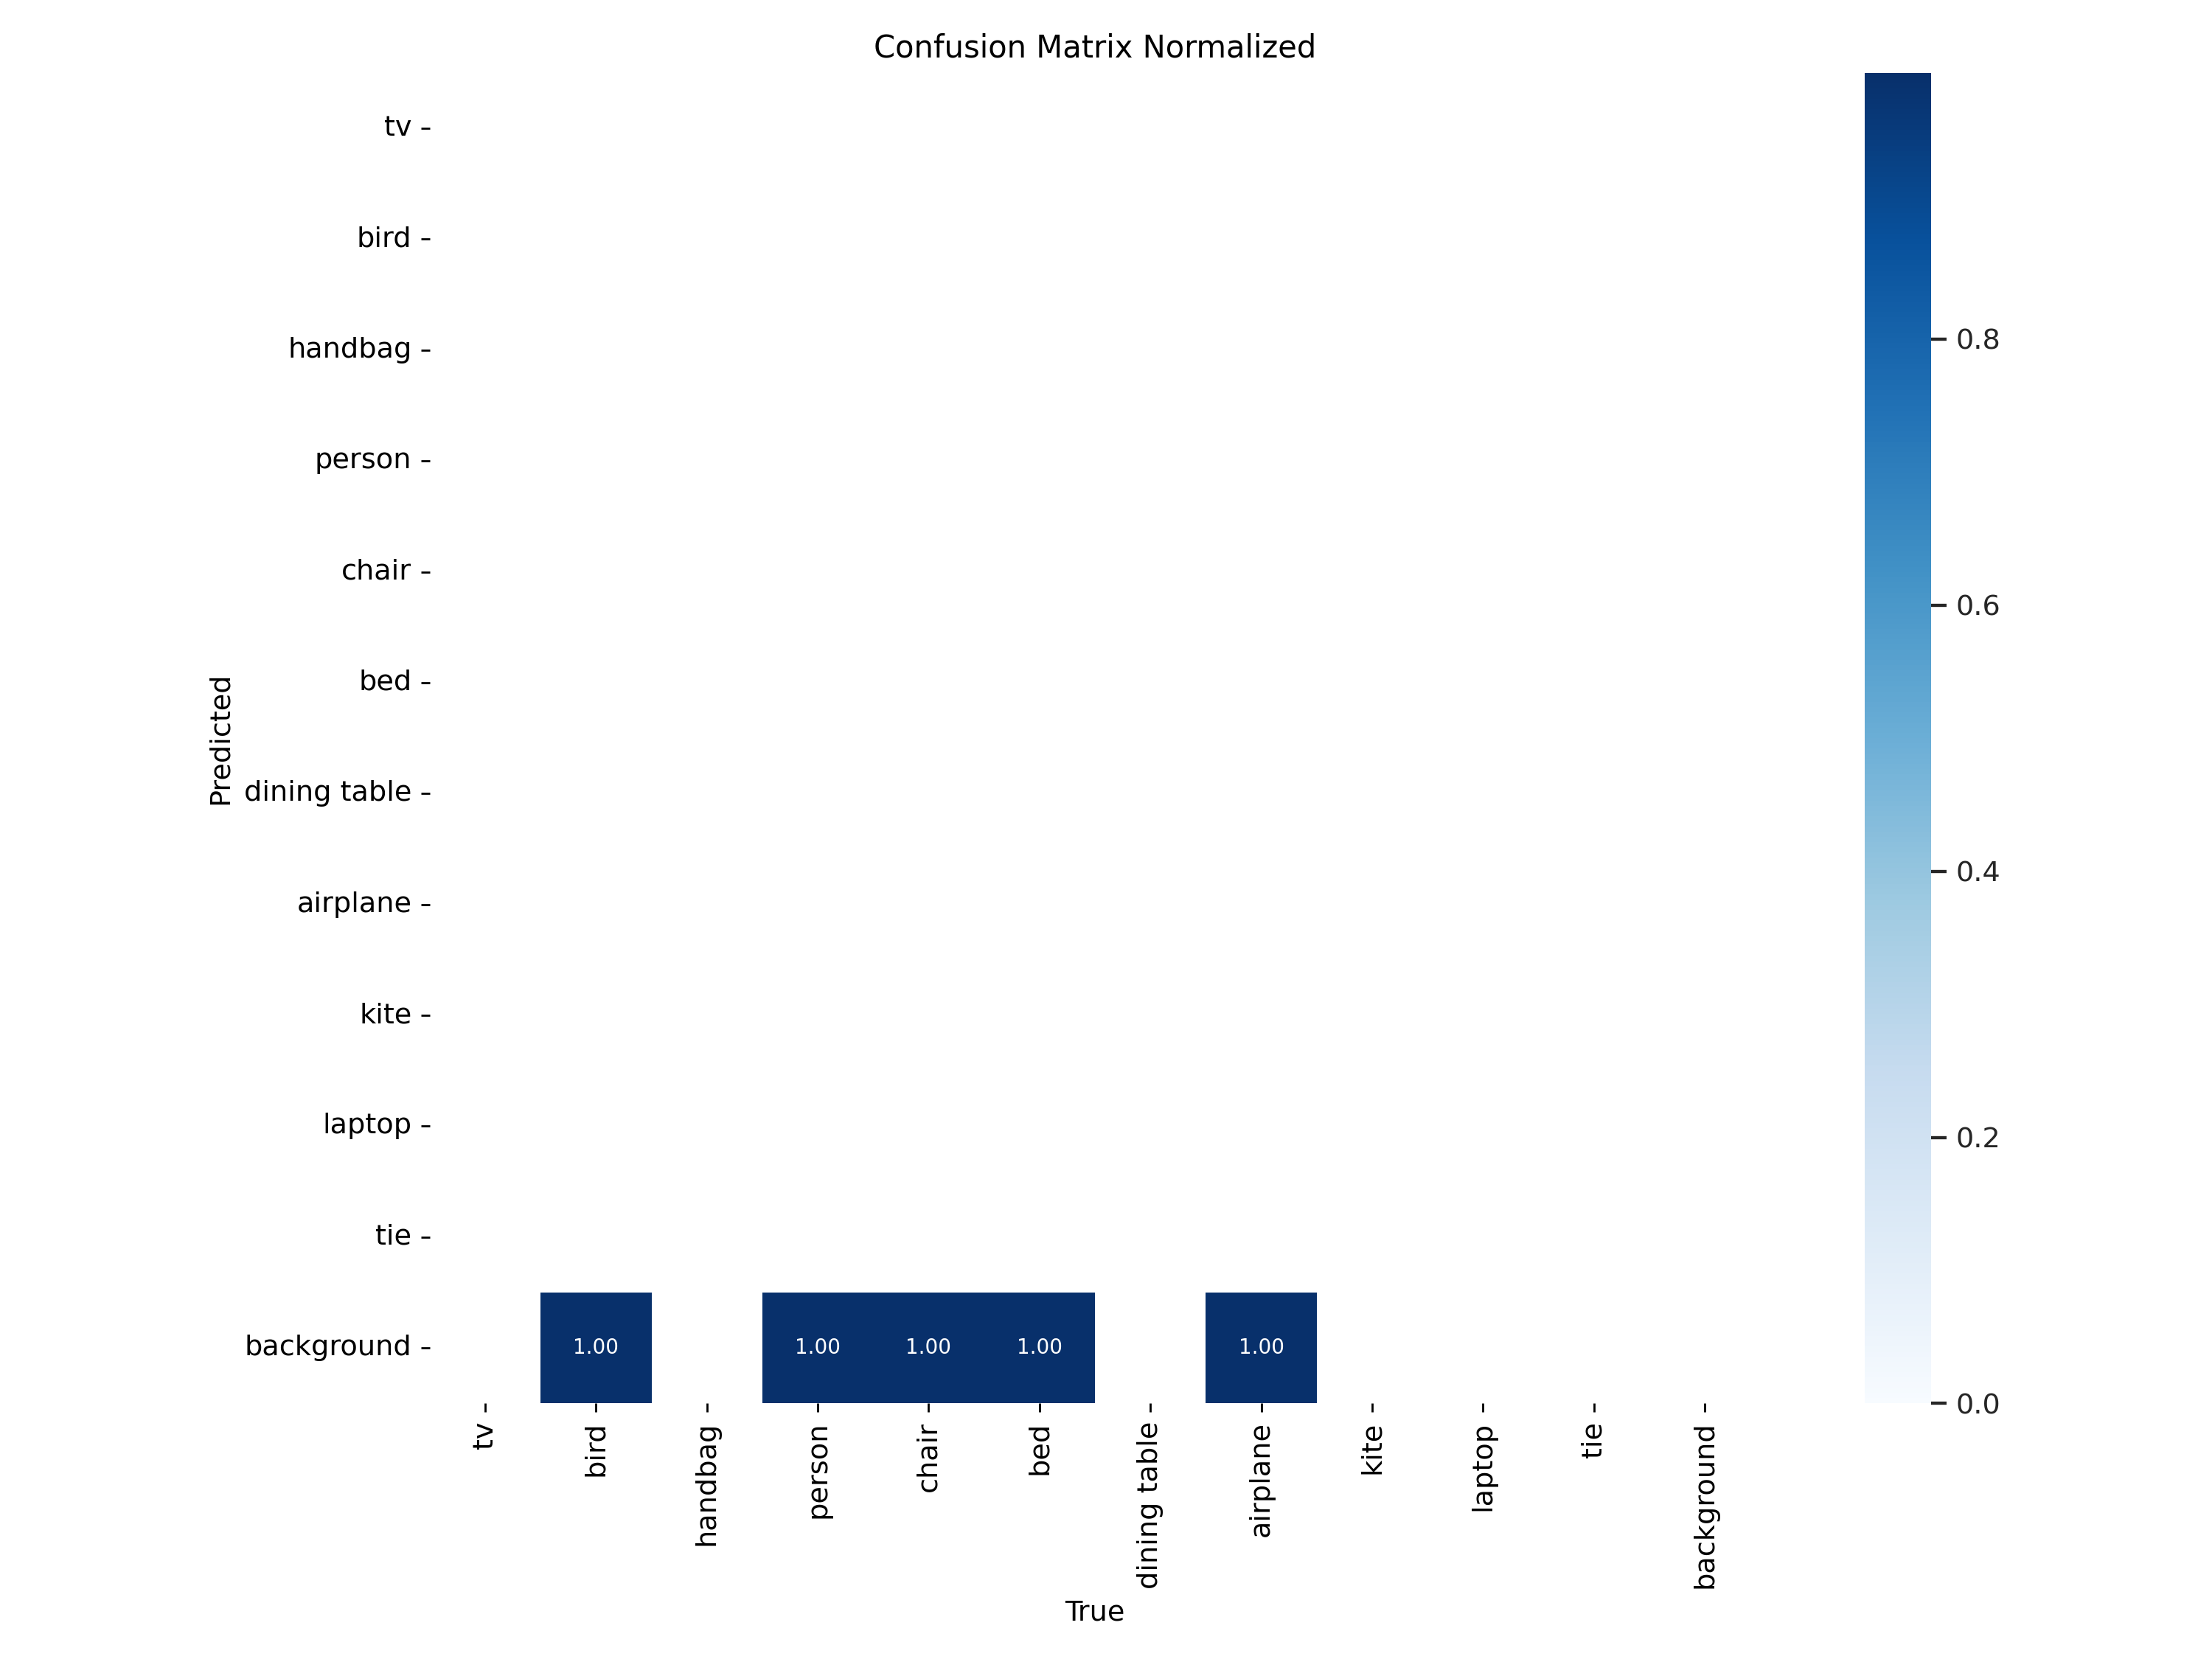 Confusion Matrix Normalized
tv
bird
handbag
person
chair
bed
dining table
airplane
kite
laptop
tie
background
Predicted
1.00 1.00 1.00 1.00 1.00
tv bird handbag person chair bed dining table airplane kite laptop tie background
True
0.8
0.6
0.4
0.2
0.0